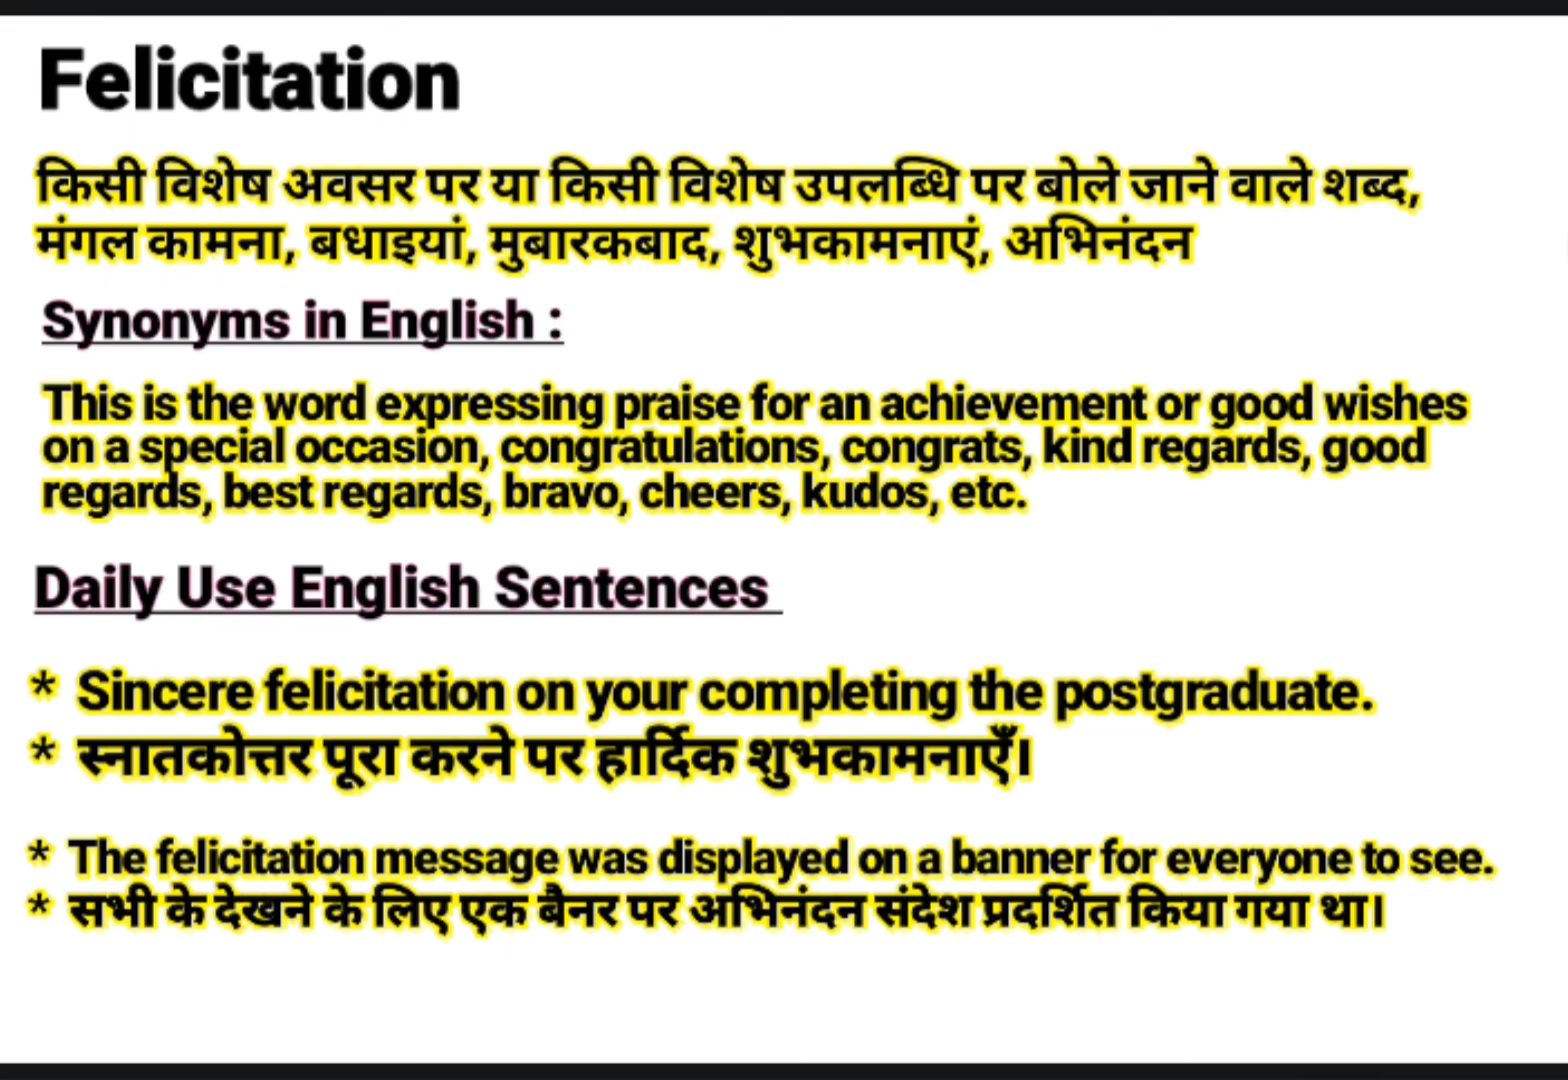 Felicitation
किसी विशेष अवसर पर या किसी विशेष उपलब्धि पर बोले जाने वाले शब्द,
मंगल कामना, बधाइयां, मुबारकबाद, शुभकामनाएं, अभिनंदन
Synonyms in English :
This is the word expressing praise for an achievement or good wishes
on a special occasion, congratulations, congrats, kind regards, good
regards, best regards, bravo, cheers, kudos, etc.
Daily Use English Sentences
* Sincere felicitation on your completing the postgraduate.
* स्नातकोत्तर पूरा करने पर हार्दिक शुभकामनाएँ।
* The felicitation message was displayed on a banner for everyone to see.
* सभी के देखने के लिए एक बैनर पर अभिनंदन संदेश प्रदर्शित किया गया था।